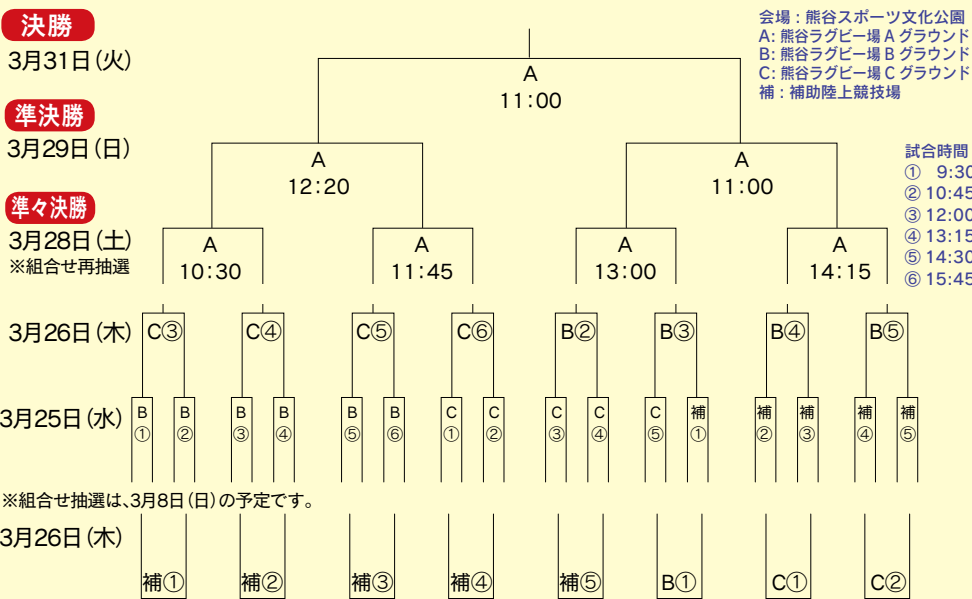 決勝
3月31日(火)
会場：熊谷スポーツ文化公園
A：熊谷ラグビー場 A グラウンド
B：熊谷ラグビー場 B グラウンド
C：熊谷ラグビー場 C グラウンド
補：補助陸上競技場
A
11:00
準決勝
3月29日(日)
A
12:20
A
11:00
試合時間
① 9:30
② 10:45
③ 12:00
④ 13:15
⑤ 14:30
⑥ 15:45
準々決勝
3月28日(土)
※組合せ再抽選
A
10:30
A
11:45
A
13:00
A
14:15
3月26日(木) C③ C④ C⑤ C⑥ B② B③ B④ B⑤
3月25日(水) B① B② B③ B④ B⑤ B⑥ C① C② C③ C④ C⑤ 補① 補② 補③ 補④ 補⑤
※組合せ抽選は、3月8日(日)の予定です。
3月26日(木)
補① 補② 補③ 補④ 補⑤ B① C① C②